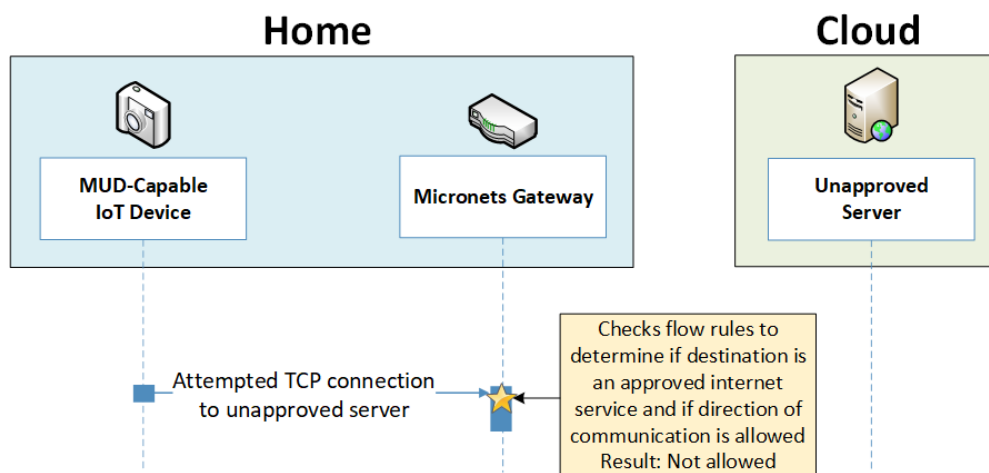 Home
Cloud
MUD-Capable
IoT Device
Micronets Gateway
Unapproved
Server
Attempted TCP connection
to unapproved server
Checks flow rules to
determine if destination is
an approved internet
service and if direction of
communication is allowed
Result: Not allowed